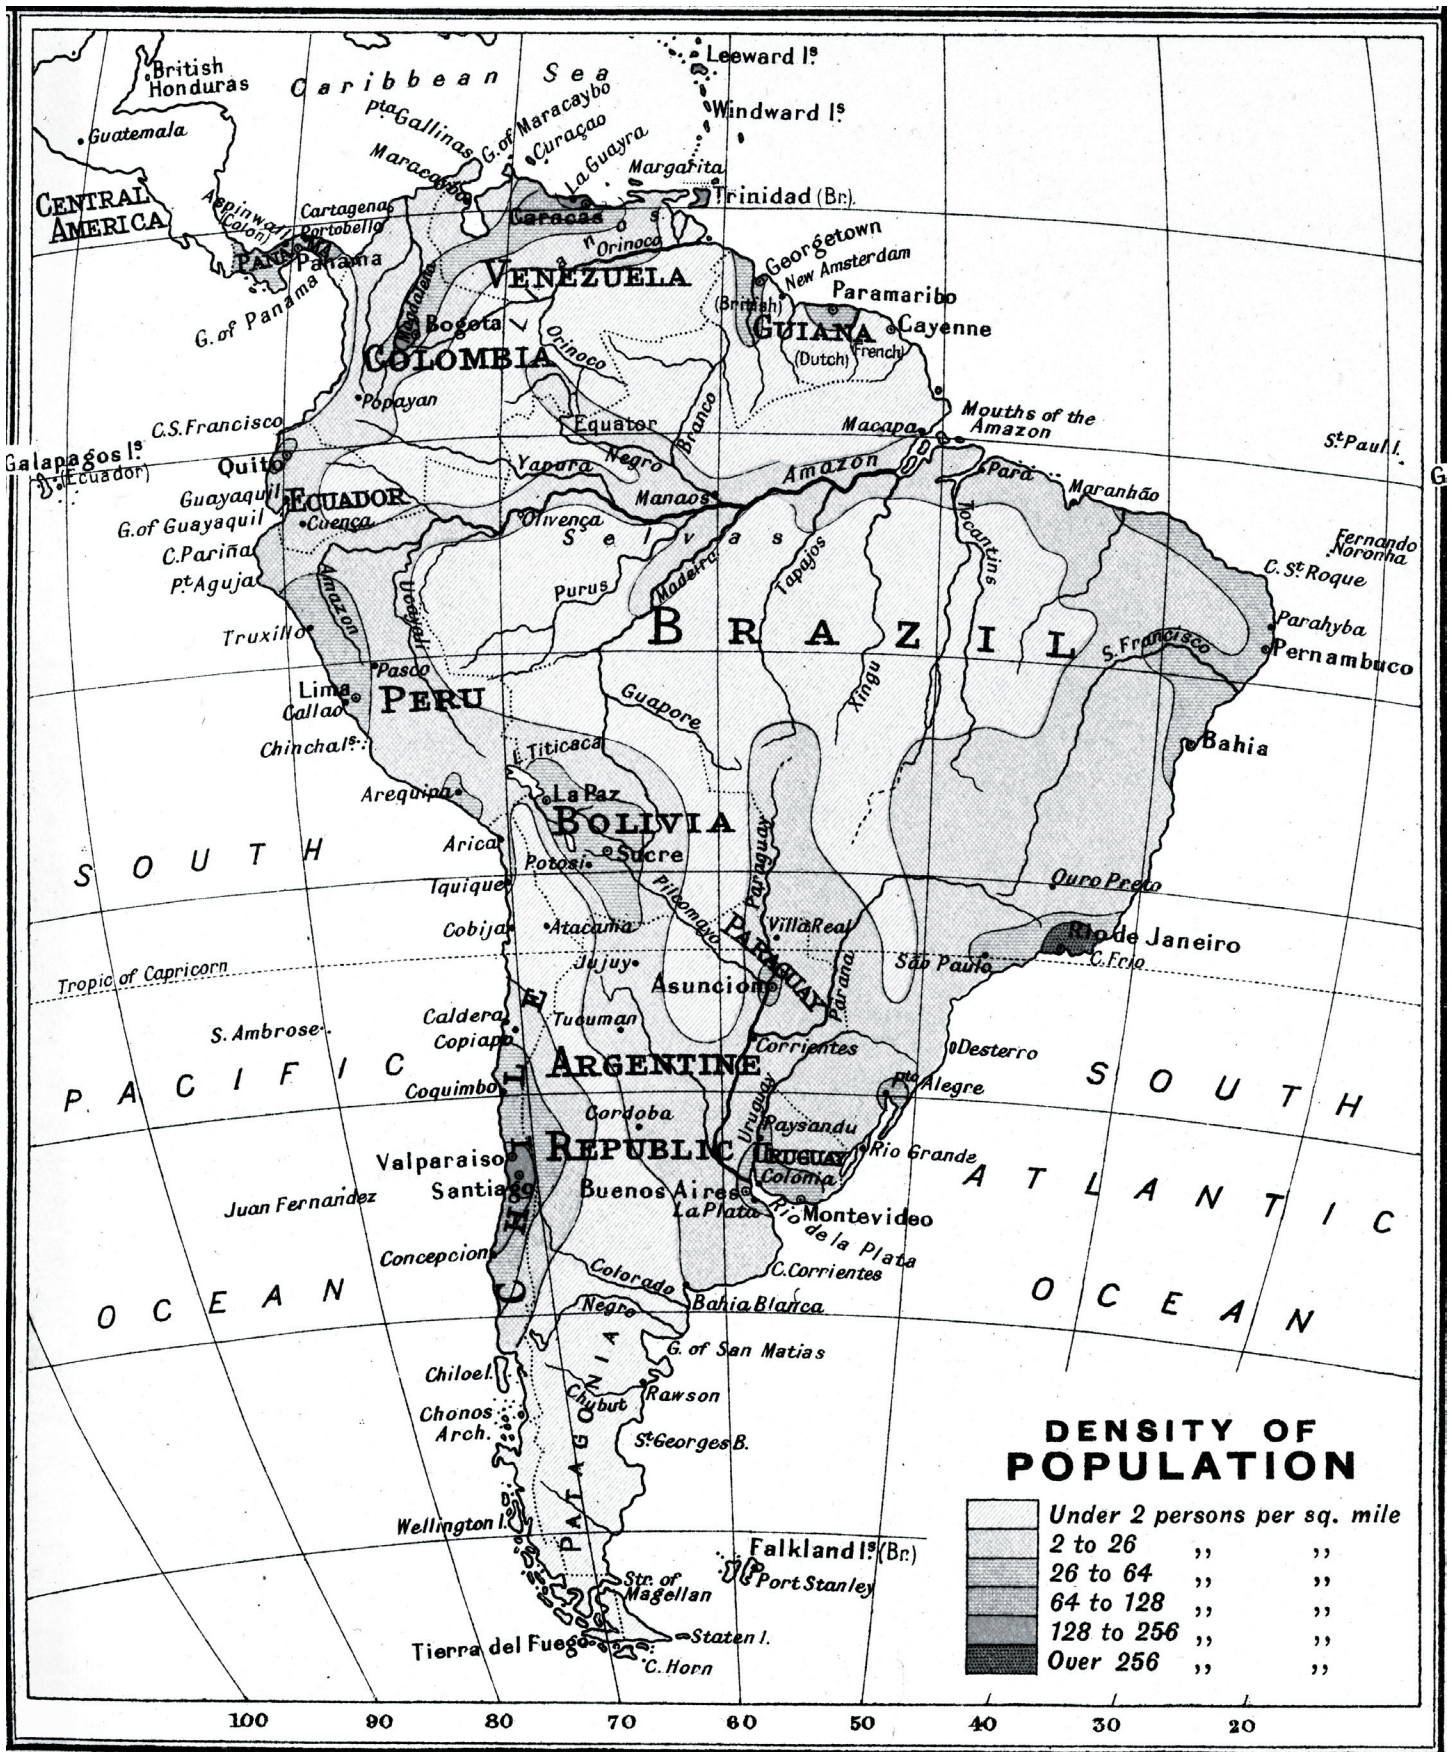 British
Honduras
Caribbean Sea
Leeward Iˢ.
Windward Iˢ.
Guatemala
Pᵗᵃ Gallinas
G. of Maracaybo
Curaçao
La Guayra
Maracaybo
Margarita
Trinidad (Br.)
CENTRAL
AMERICA
Aspinwall
(Colon)
Cartagena
Portobello
Caracas
PANAMA
Panama
G. of Panama
Llanos
Orinoco
VENEZUELA
Georgetown
New Amsterdam
Paramaribo
Cayenne
(British)
GUIANA
(Dutch)
(French)
Magdalena
Bogota
COLOMBIA
Orinoco
Popayan
C.S. Francisco
Equator
Branco
Macapa
Mouths of the
Amazon
Sᵗ Paul I.
Galapagos Iˢ.
(Ecuador)
G
Quito
Yapura
Negro
Amazon
Pará
Maranhão
Guayaquil
ECUADOR
G. of Guayaquil
Cuença
Manaos
Olivença
Selvas
Tocantins
Fernando
Noronha
C. Pariña
C. Sᵗ Roque
Pᵗ Aguja
Amazon
Ucayali
Purus
Madeira
Tapajos
Truxillo
BRAZIL
Parahyba
S. Francisco
Pernambuco
Pasco
Lima
Callao
PERU
Guapore
Xingu
Chincha Iˢ.
L. Titicaca
Bahia
Arequipa
La Paz
BOLIVIA
SOUTH
Arica
Potosi
Sucre
Paraguay
Iquique
Pilcomayo
Ouro Preto
Cobija
Atacama
PARAGUAY
Villa Real
Rio de Janeiro
C. Frio
Tropic of Capricorn
Jujuy
Asuncion
Parana
São Paulo
S. Ambrose
Caldera
Copiapo
Tucuman
Corrientes
Desterro
PACIFIC
CHILE
ARGENTINE
SOUTH
Coquimbo
Pᵗᵒ Alegre
Cordoba
Uruguay
Paysandu
REPUBLIC
URUGUAY
Rio Grande
Valparaiso
Santiago
Colonia
ATLANTIC
Juan Fernandez
Buenos Aires
La Plata
Montevideo
Rio de la Plata
Concepcion
Colorado
C. Corrientes
OCEAN
OCEAN
Negro
Bahia Blanca
G. of San Matias
Chiloe I.
Chubut
Rawson
PATAGONIA
Chonos
Arch.
Sᵗ Georges B.
Wellington I.
Falkland Iˢ. (Br.)
Port Stanley
Str. of
Magellan
Tierra del Fuego
Staten I.
C. Horn
DENSITY OF
POPULATION
Under 2 persons per sq. mile
2 to 26 ,, ,,
26 to 64 ,, ,,
64 to 128 ,, ,,
128 to 256 ,, ,,
Over 256 ,, ,,
100 90 80 70 60 50 40 30 20